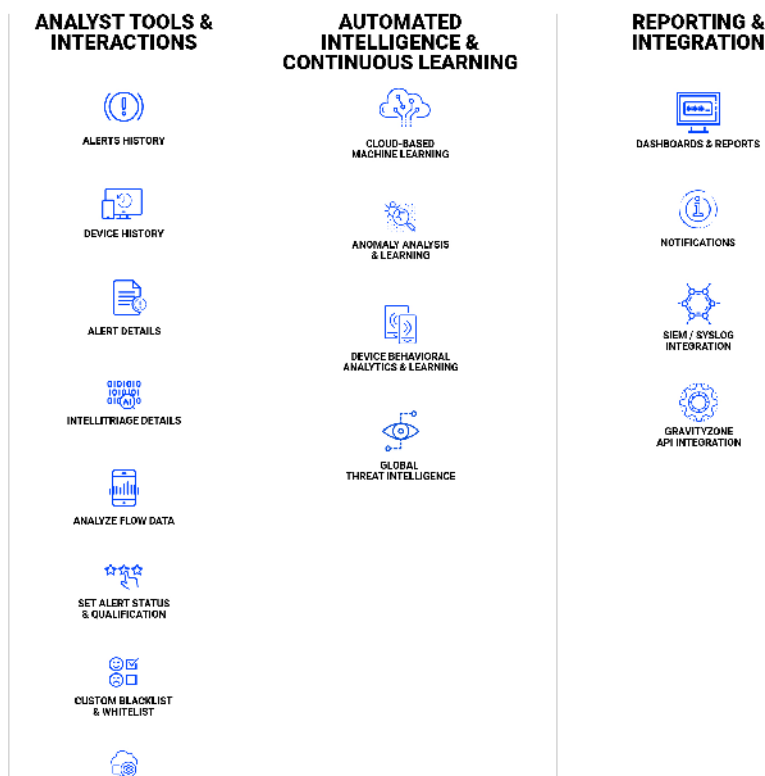 ANALYST TOOLS &
INTERACTIONS
ALERTS HISTORY
DEVICE HISTORY
ALERT DETAILS
INTELLITRIAGE DETAILS
ANALYZE FLOW DATA
SET ALERT STATUS
& QUALIFICATION
CUSTOM BLACKLIST
& WHITELIST
AUTOMATED
INTELLIGENCE &
CONTINUOUS LEARNING
CLOUD-BASED
MACHINE LEARNING
ANOMALY ANALYSIS
& LEARNING
DEVICE BEHAVIORAL
ANALYTICS & LEARNING
GLOBAL
THREAT INTELLIGENCE
REPORTING &
INTEGRATION
DASHBOARDS & REPORTS
NOTIFICATIONS
SIEM / SYSLOG
INTEGRATION
GRAVITYZONE
API INTEGRATION